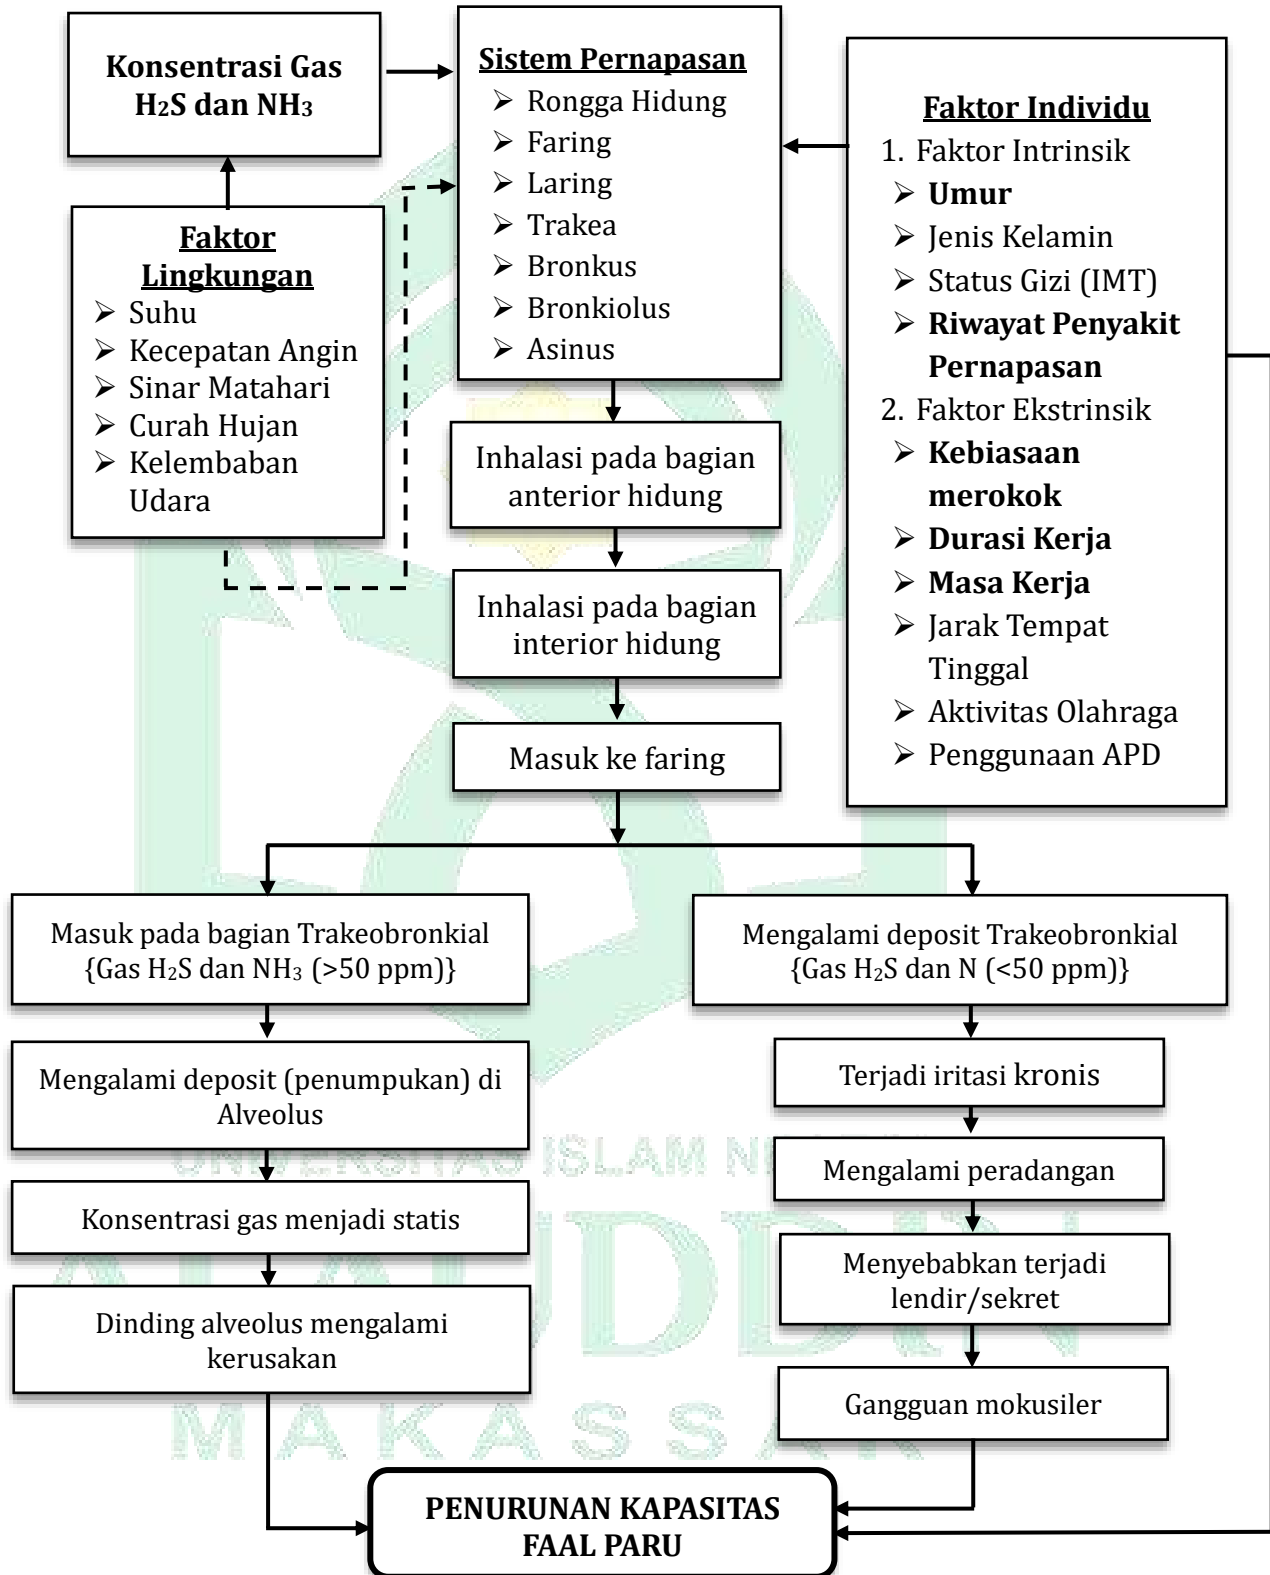 Konsentrasi Gas
H₂S dan NH₃
Sistem Pernapasan
➢ Rongga Hidung
➢ Faring
➢ Laring
➢ Trakea
➢ Bronkus
➢ Bronkiolus
➢ Asinus
Faktor Individu
1. Faktor Intrinsik
➢ Umur
➢ Jenis Kelamin
➢ Status Gizi (IMT)
➢ Riwayat Penyakit
Pernapasan
2. Faktor Ekstrinsik
➢ Kebiasaan
merokok
➢ Durasi Kerja
➢ Masa Kerja
➢ Jarak Tempat
Tinggal
➢ Aktivitas Olahraga
➢ Penggunaan APD
Faktor
Lingkungan
➢ Suhu
➢ Kecepatan Angin
➢ Sinar Matahari
➢ Curah Hujan
➢ Kelembaban
Udara
Inhalasi pada bagian
anterior hidung
Inhalasi pada bagian
interior hidung
Masuk ke faring
Masuk pada bagian Trakeobronkial
{Gas H₂S dan NH₃ (>50 ppm)}
Mengalami deposit (penumpukan) di
Alveolus
Konsentrasi gas menjadi statis
Dinding alveolus mengalami
kerusakan
Mengalami deposit Trakeobronkial
{Gas H₂S dan N (<50 ppm)}
Terjadi iritasi kronis
Mengalami peradangan
Menyebabkan terjadi
lendir/sekret
Gangguan mokusiler
PENURUNAN KAPASITAS
FAAL PARU
UNIVERSITAS ISLAM
MAKASSAR